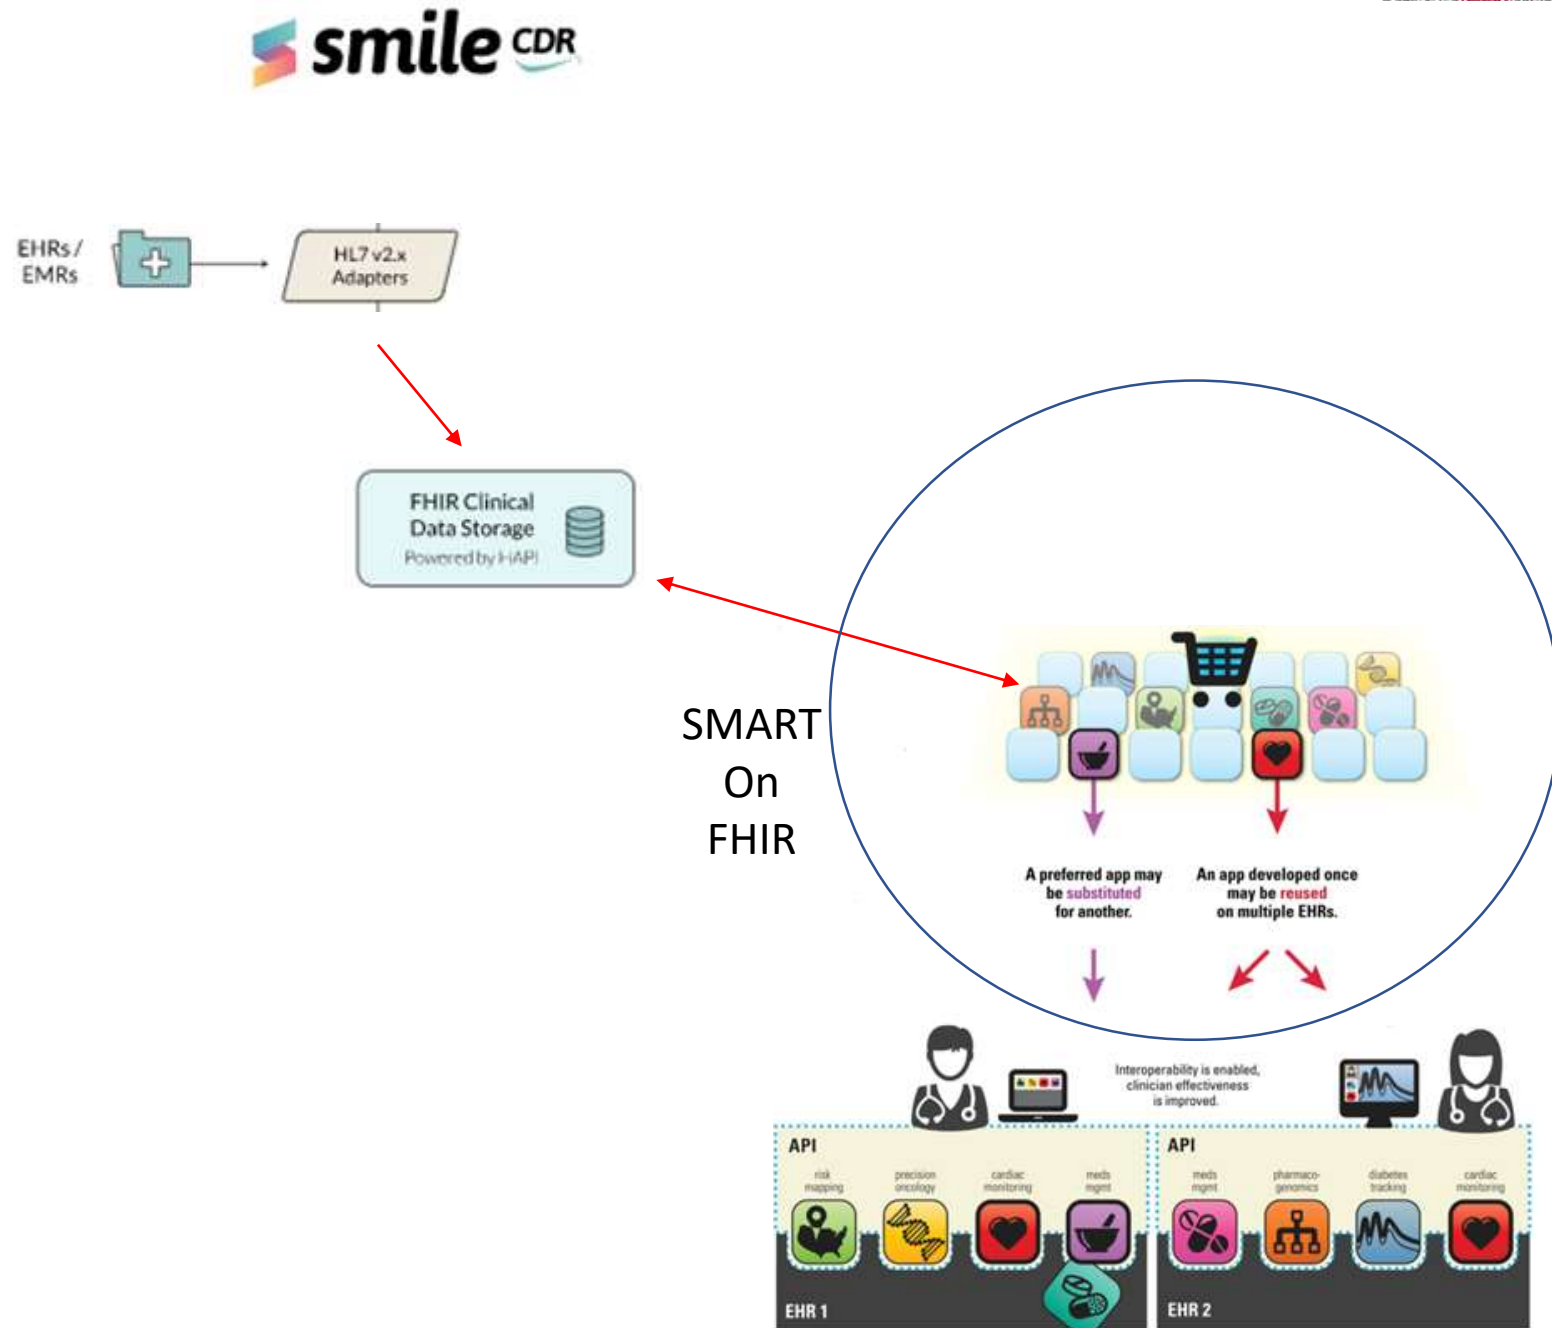 smile CDR
EHRs /
EMRs
HL7 v2.x
Adapters
FHIR Clinical
Data Storage
Powered by HAPI
SMART
On
FHIR
A preferred app may
be substituted
for another.
An app developed once
may be reused
on multiple EHRs.
Interoperability is enabled,
clinician effectiveness
is improved.
API
risk
mapping
precision
oncology
cardiac
monitoring
meds
mgmt
EHR 1
API
meds
mgmt
pharmaco-
genomics
diabetes
tracking
cardiac
monitoring
EHR 2